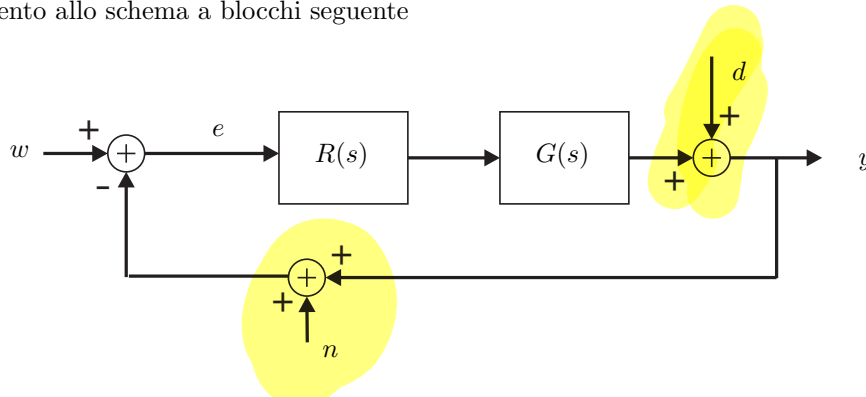 ento allo schema a blocchi seguente
d
+
w
+
e
+
R(s)
G(s)
+
+
y
-
+
+
+
n